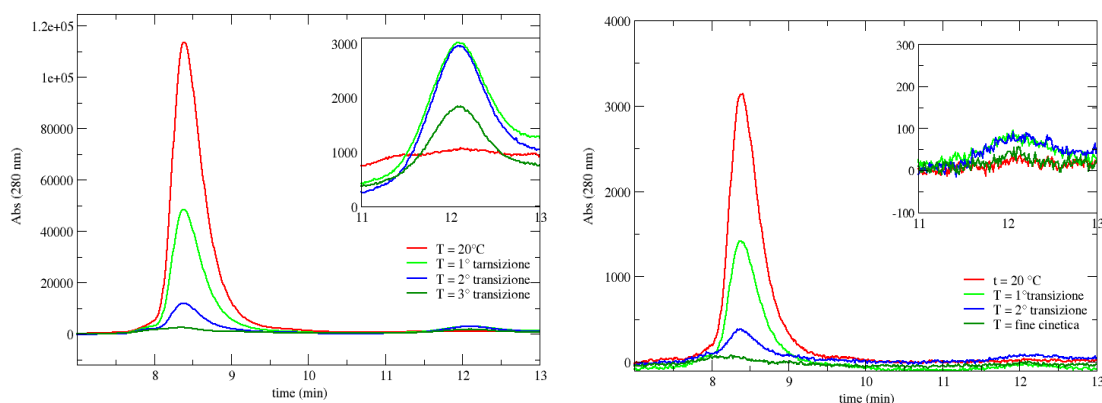 1.2e+05
1e+05
80000
60000
40000
20000
0
Abs (280 nm)
8
9
10
11
12
13
time (min)
3000
2000
1000
0
11
12
13
T = 20°C
T = 1° tarnsizione
T = 2° transizione
T = 3° transizione
4000
3000
2000
1000
0
Abs (280 nm)
8
9
10
11
12
13
time (min)
300
200
100
0
-100
11
12
13
t = 20 °C
T = 1°transizione
T = 2° transizione
T = fine cinetica